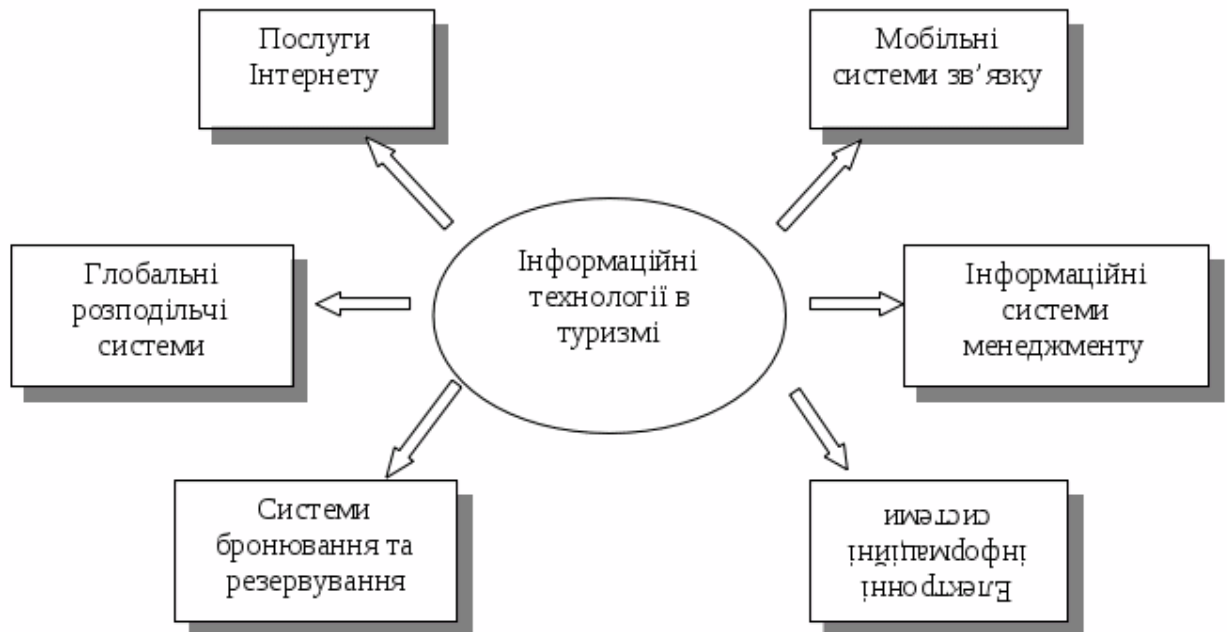 Послуги
Інтернету
Мобільні
системи зв’язку
Глобальні
розподільчі
системи
Інформаційні
технології в
туризмі
Інформаційні
системи
менеджменту
Системи
бронювання та
резервування
Електронні
інформаційні
системи